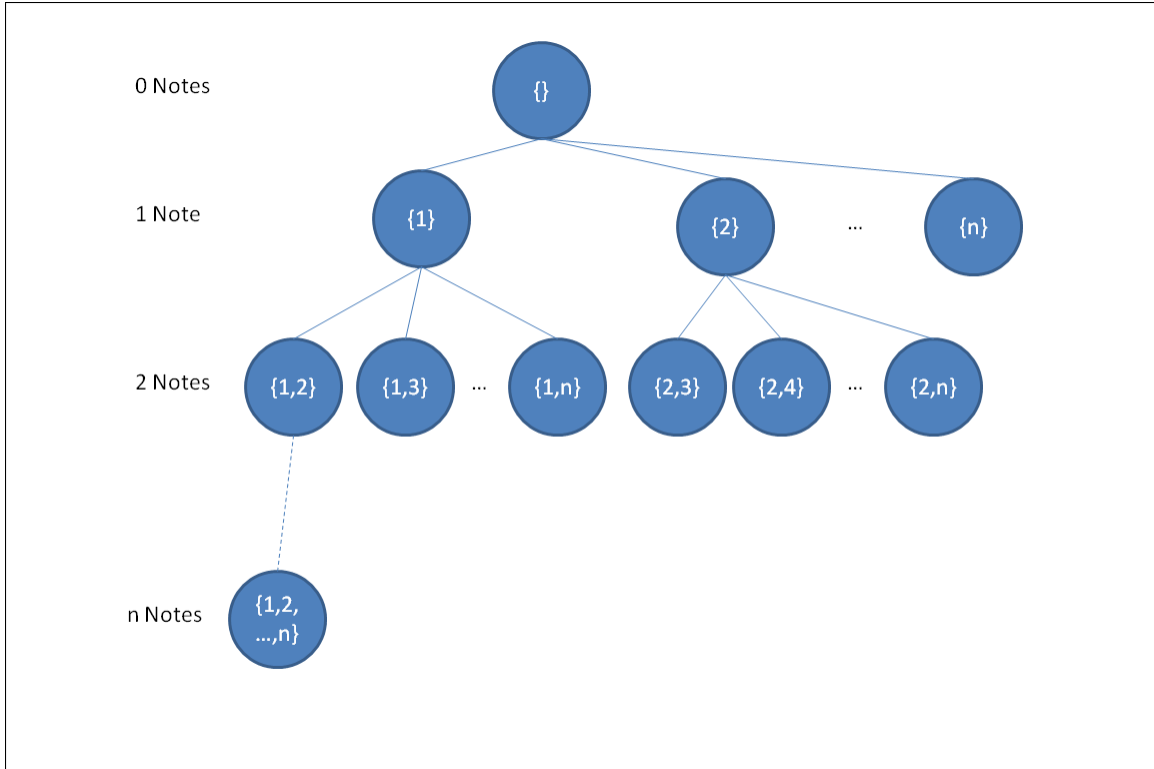 0 Notes
{}
1 Note
{1}
{2}
...
{n}
2 Notes
{1,2}
{1,3}
...
{1,n}
{2,3}
{2,4}
...
{2,n}
n Notes
{1,2,
...,n}